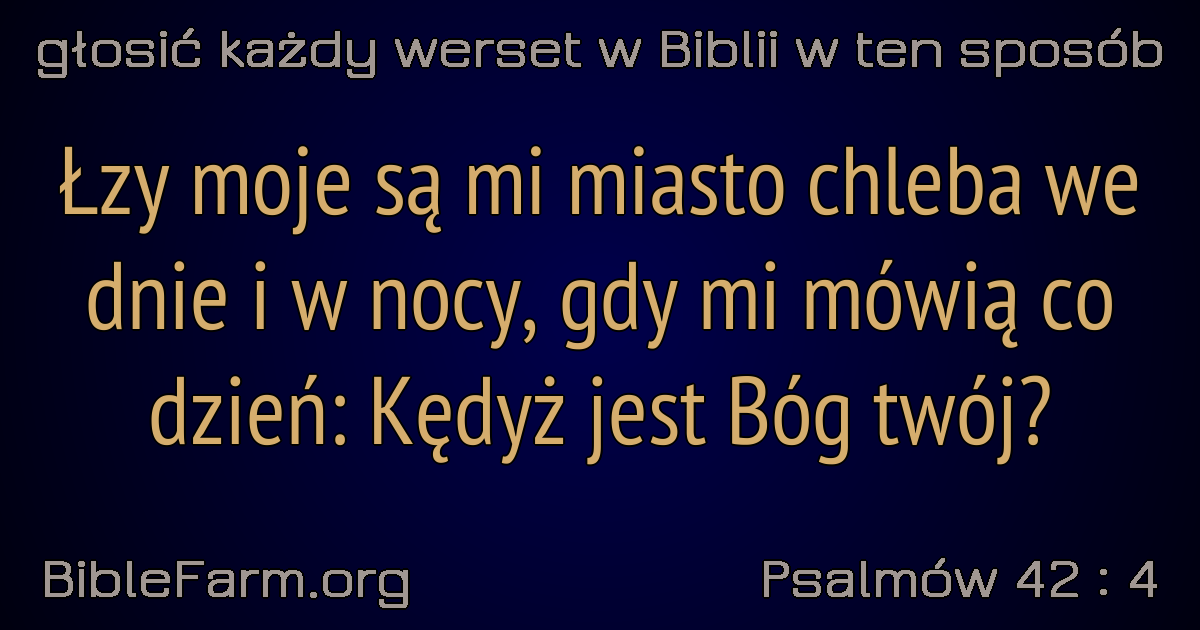 głosić każdy werset w Biblii w ten sposób
Łzy moje są mi miasto chleba we
dnie i w nocy, gdy mi mówią co
dzień: Kędyż jest Bóg twój?
BibleFarm.org
Psalmów 42 : 4